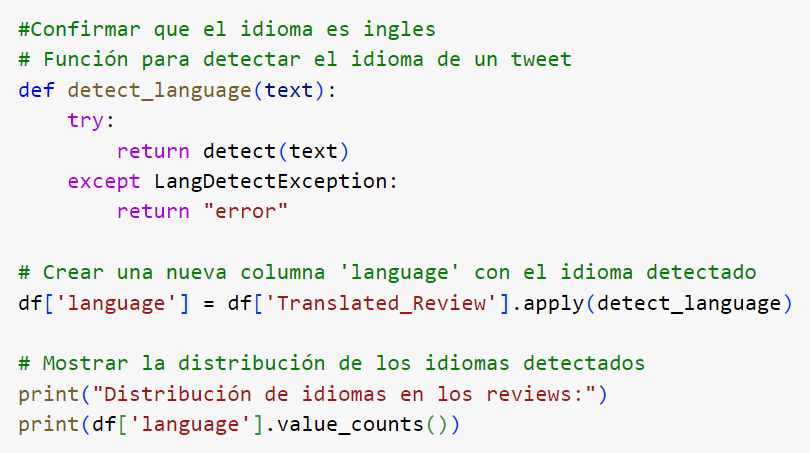 #Confirmar que el idioma es ingles
# Función para detectar el idioma de un tweet
def detect_language(text):
    try:
        return detect(text)
    except LangDetectException:
        return "error"

# Crear una nueva columna 'language' con el idioma detectado
df['language'] = df['Translated_Review'].apply(detect_language)

# Mostrar la distribución de los idiomas detectados
print("Distribución de idiomas en los reviews:")
print(df['language'].value_counts())